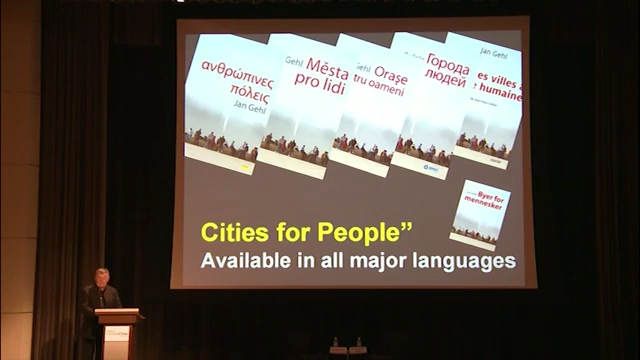 ανθρώπινες
πόλεις
Jan Gehl
Gehl
Města
pro lidi
Gehl
Orașe
tru oameni
Города
людей
Jan Gehl
es villes à
humaine
Byer for
mennesker
Cities for People”
Available in all major languages